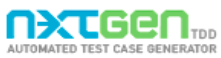 nxtGen TDD
AUTOMATED TEST CASE GENERATOR